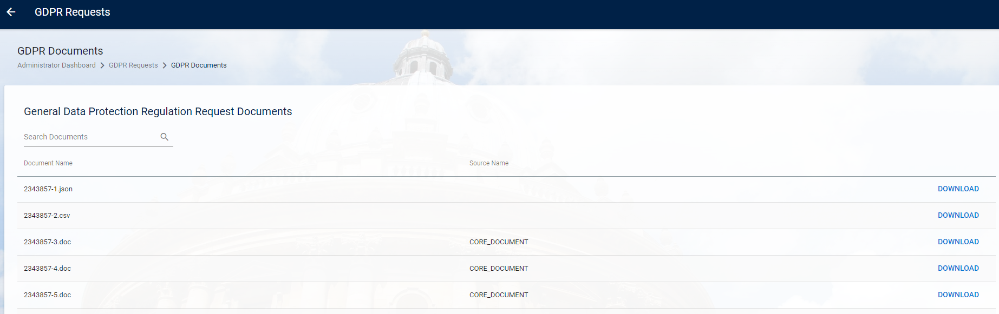 GDPR Requests
GDPR Documents
Administrator Dashboard > GDPR Requests > GDPR Documents
General Data Protection Regulation Request Documents
Search Documents
Document Name Source Name
2343857-1.json DOWNLOAD
2343857-2.csv DOWNLOAD
2343857-3.doc CORE_DOCUMENT DOWNLOAD
2343857-4.doc CORE_DOCUMENT DOWNLOAD
2343857-5.doc CORE_DOCUMENT DOWNLOAD